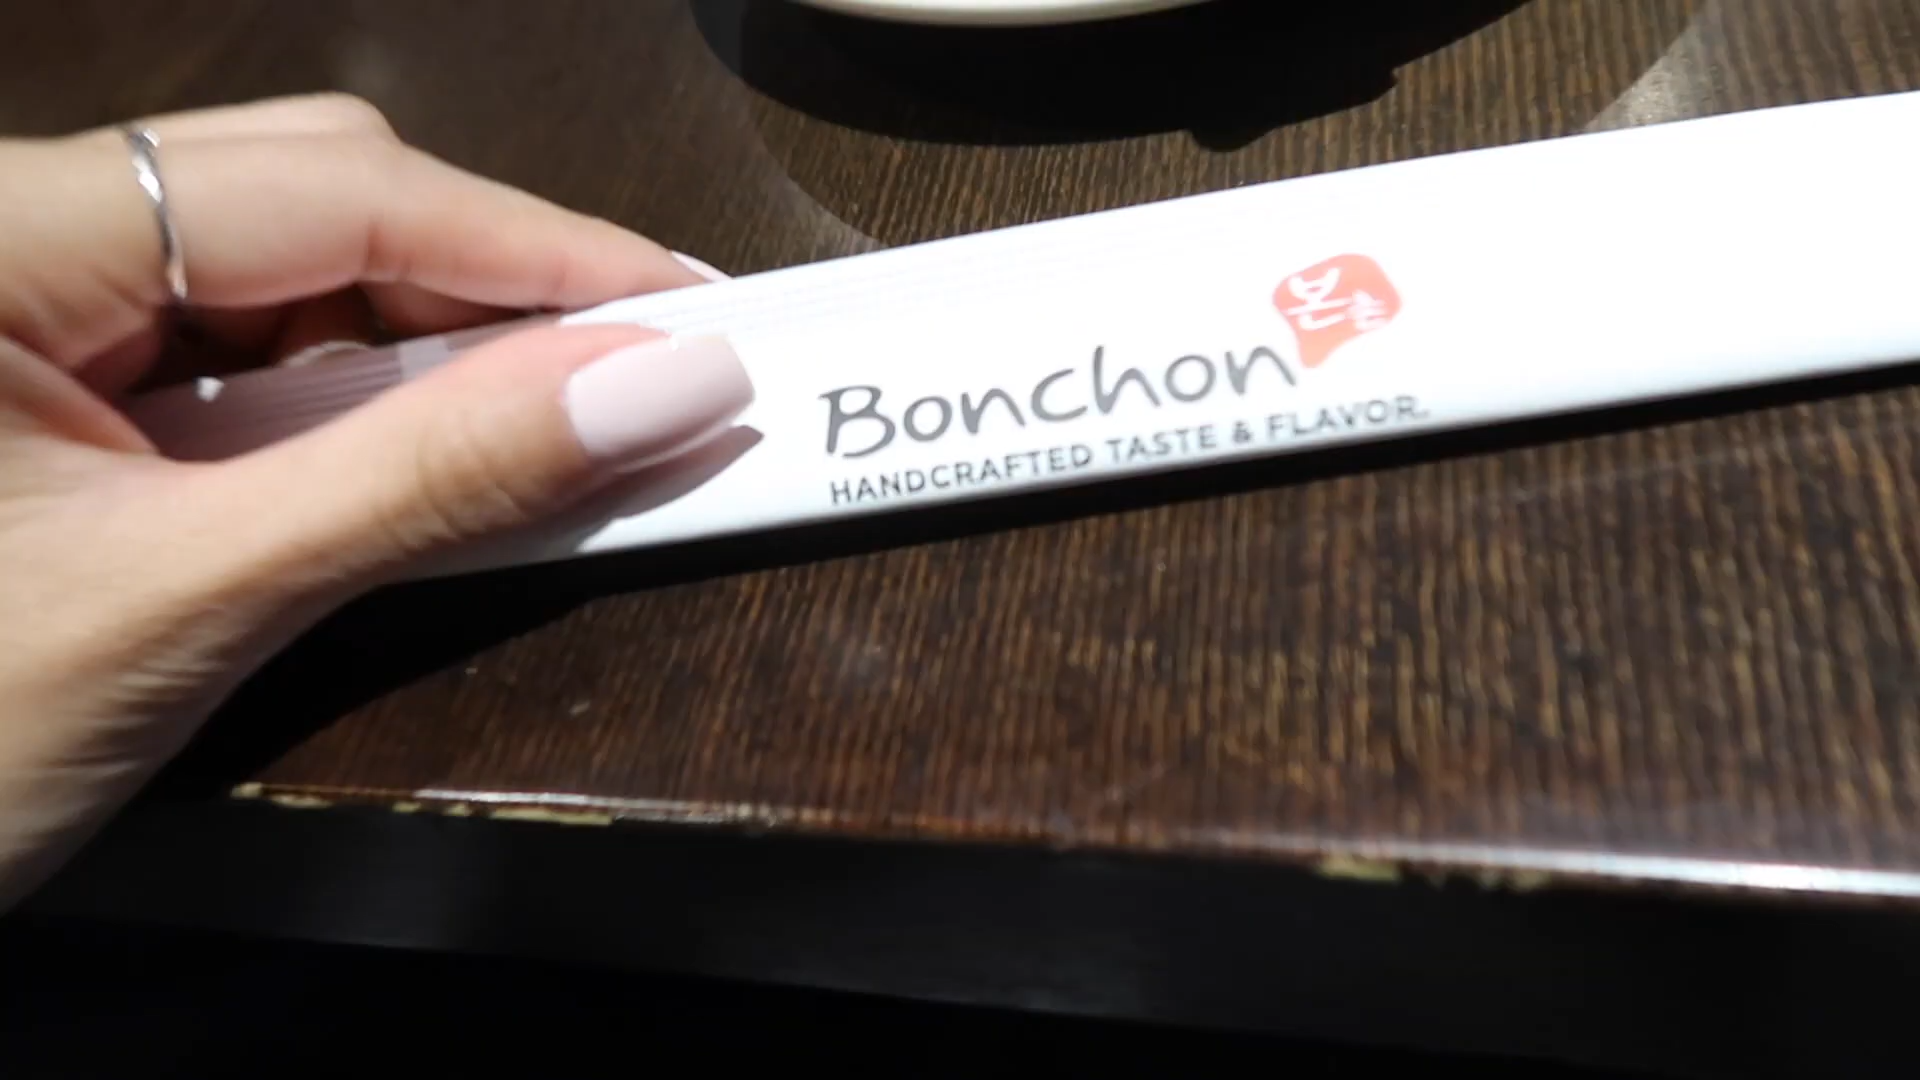 본촌
Bonchon
HANDCRAFTED TASTE & FLAVOR.